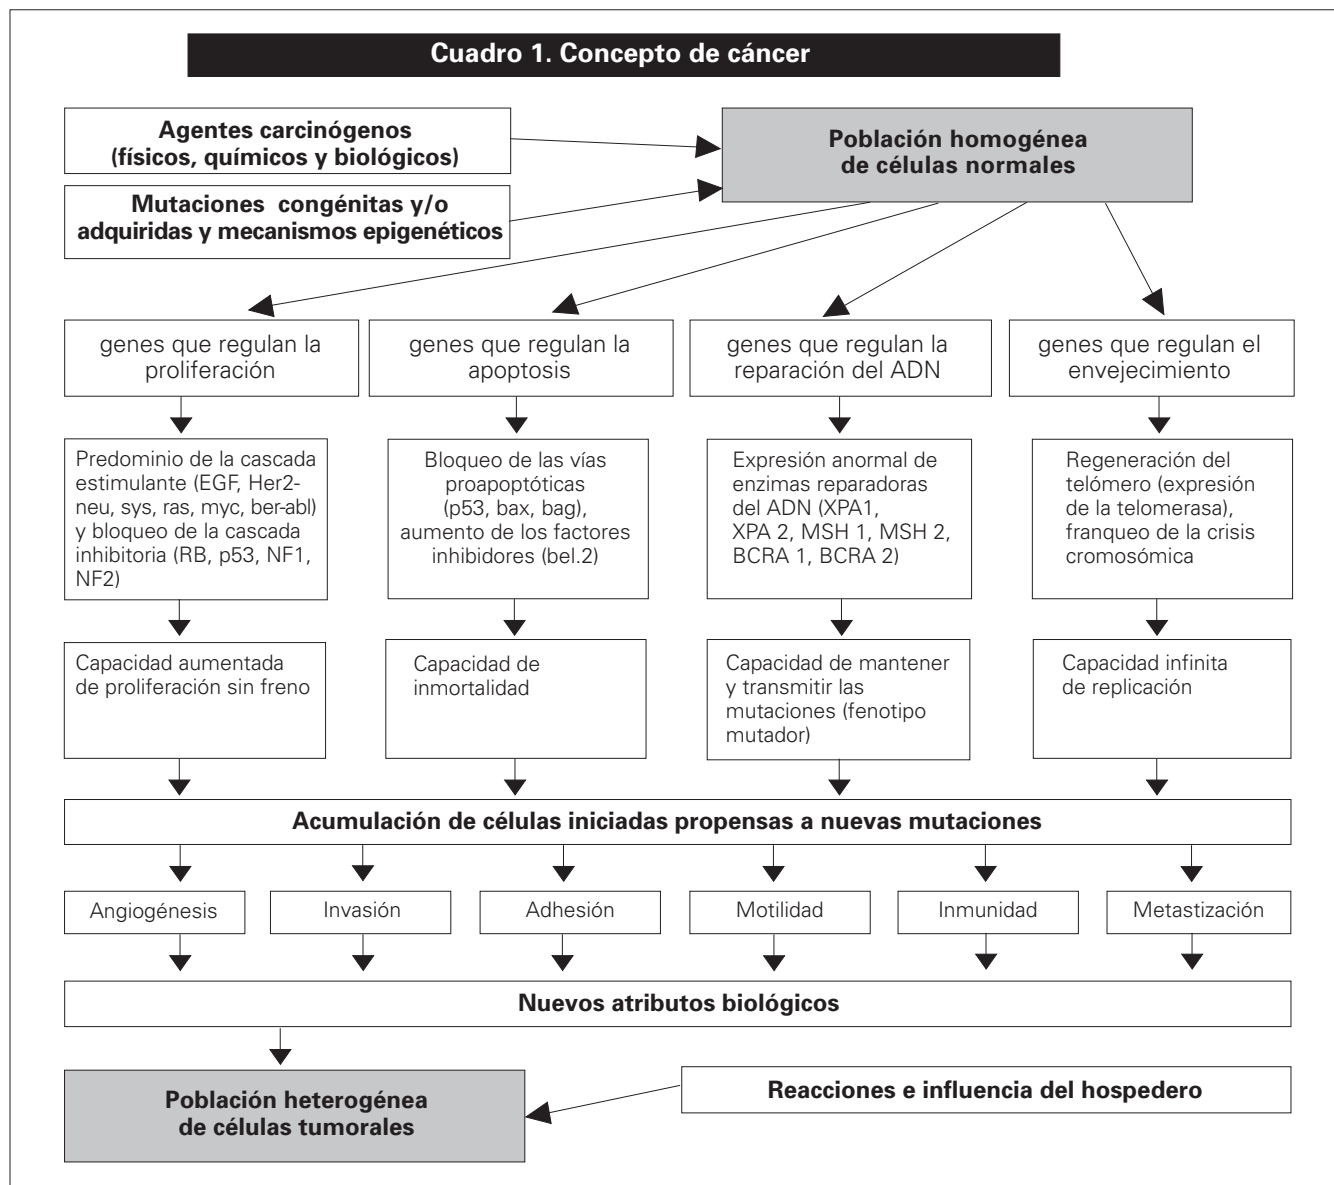 Cuadro 1. Concepto de cáncer
Agentes carcinógenos
(físicos, químicos y biológicos)
Población homogénea
de células normales
Mutaciones congénitas y/o
adquiridas y mecanismos epigenéticos
genes que regulan la
proliferación
genes que regulan la
apoptosis
genes que regulan la
reparación del ADN
genes que regulan el
envejecimiento
Predominio de la cascada
estimulante (EGF, Her2-
neu, sys, ras, myc, ber-abl)
y bloqueo de la cascada
inhibitoria (RB, p53, NF1,
NF2)
Bloqueo de las vías
proapoptóticas
(p53, bax, bag),
aumento de los factores
inhibidores (bel.2)
Expresión anormal de
enzimas reparadoras
del ADN (XPA1,
XPA 2, MSH 1, MSH 2,
BCRA 1, BCRA 2)
Regeneración del
telómero (expresión
de la telomerasa),
franqueo de la crisis
cromosómica
Capacidad aumentada
de proliferación sin freno
Capacidad de
inmortalidad
Capacidad de mantener
y transmitir las
mutaciones (fenotipo
mutador)
Capacidad infinita
de replicación
Acumulación de células iniciadas propensas a nuevas mutaciones
Angiogénesis
Invasión
Adhesión
Motilidad
Inmunidad
Metastización
Nuevos atributos biológicos
Población heterogénea
de células tumorales
Reacciones e influencia del hospedero